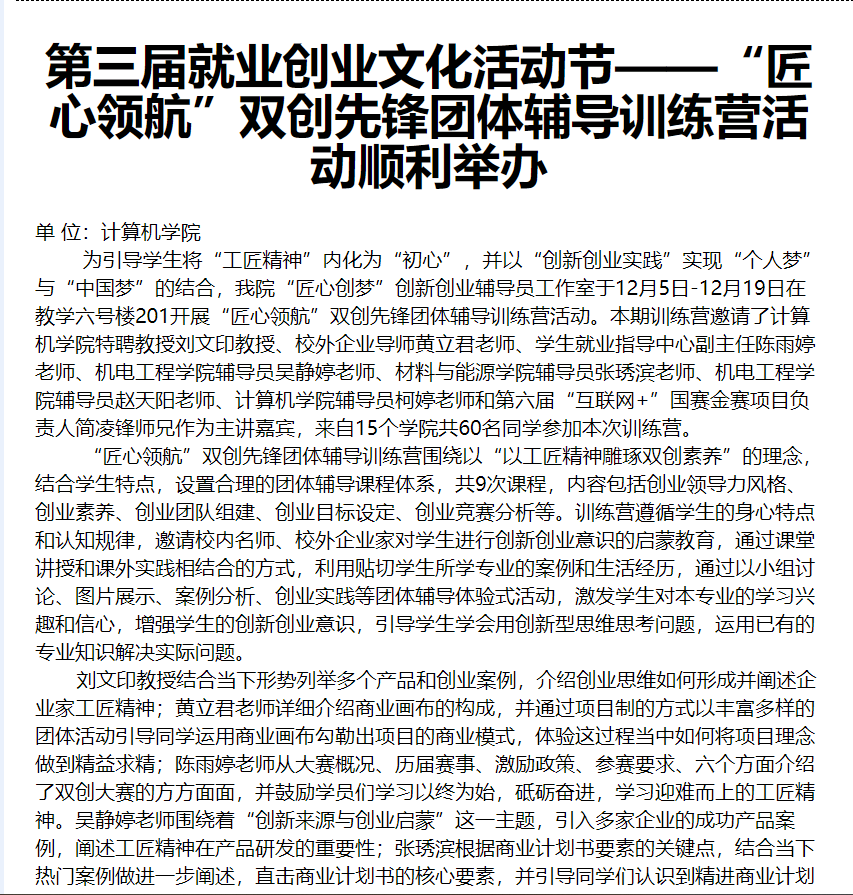 第三届就业创业文化活动节——“匠
心领航”双创先锋团体辅导训练营活
动顺利举办
单 位：计算机学院
为引导学生将“工匠精神”内化为“初心”，并以“创新创业实践”实现“个人梦”
与“中国梦”的结合，我院“匠心创梦”创新创业辅导员工作室于12月5日-12月19日在
教学六号楼201开展“匠心领航”双创先锋团体辅导训练营活动。本期训练营邀请了计算
机学院特聘教授刘文印教授、校外企业导师黄立君老师、学生就业指导中心副主任陈雨婷
老师、机电工程学院辅导员吴静婷老师、材料与能源学院辅导员张琇滨老师、机电工程学
院辅导员赵天阳老师、计算机学院辅导员柯婷老师和第六届“互联网+”国赛金赛项目负
责人简凌锋师兄作为主讲嘉宾，来自15个学院共60名同学参加本次训练营。
“匠心领航”双创先锋团体辅导训练营围绕以“以工匠精神雕琢双创素养”的理念，
结合学生特点，设置合理的团体辅导课程体系，共9次课程，内容包括创业领导力风格、
创业素养、创业团队组建、创业目标设定、创业竞赛分析等。训练营遵循学生的身心特点
和认知规律，邀请校内名师、校外企业家对学生进行创新创业意识的启蒙教育，通过课堂
讲授和课外实践相结合的方式，利用贴切学生所学专业的案例和生活经历，通过以小组讨
论、图片展示、案例分析、创业实践等团体辅导体验式活动，激发学生对本专业的学习兴
趣和信心，增强学生的创新创业意识，引导学生学会用创新型思维思考问题，运用已有的
专业知识解决实际问题。
刘文印教授结合当下形势列举多个产品和创业案例，介绍创业思维如何形成并阐述企
业家工匠精神；黄立君老师详细介绍商业画布的构成，并通过项目制的方式以丰富多样的
团体活动引导同学运用商业画布勾勒出项目的商业模式，体验这过程当中如何将项目理念
做到精益求精；陈雨婷老师从大赛概况、历届赛事、激励政策、参赛要求、六个方面介绍
了双创大赛的方方面面，并鼓励学员们学习以终为始，砥砺奋进，学习迎难而上的工匠精
神。吴静婷老师围绕着“创新来源与创业启蒙”这一主题，引入多家企业的成功产品案
例，阐述工匠精神在产品研发的重要性；张琇滨根据商业计划书要素的关键点，结合当下
热门案例做进一步阐述，直击商业计划书的核心要素，并引导同学们认识到精进商业计划